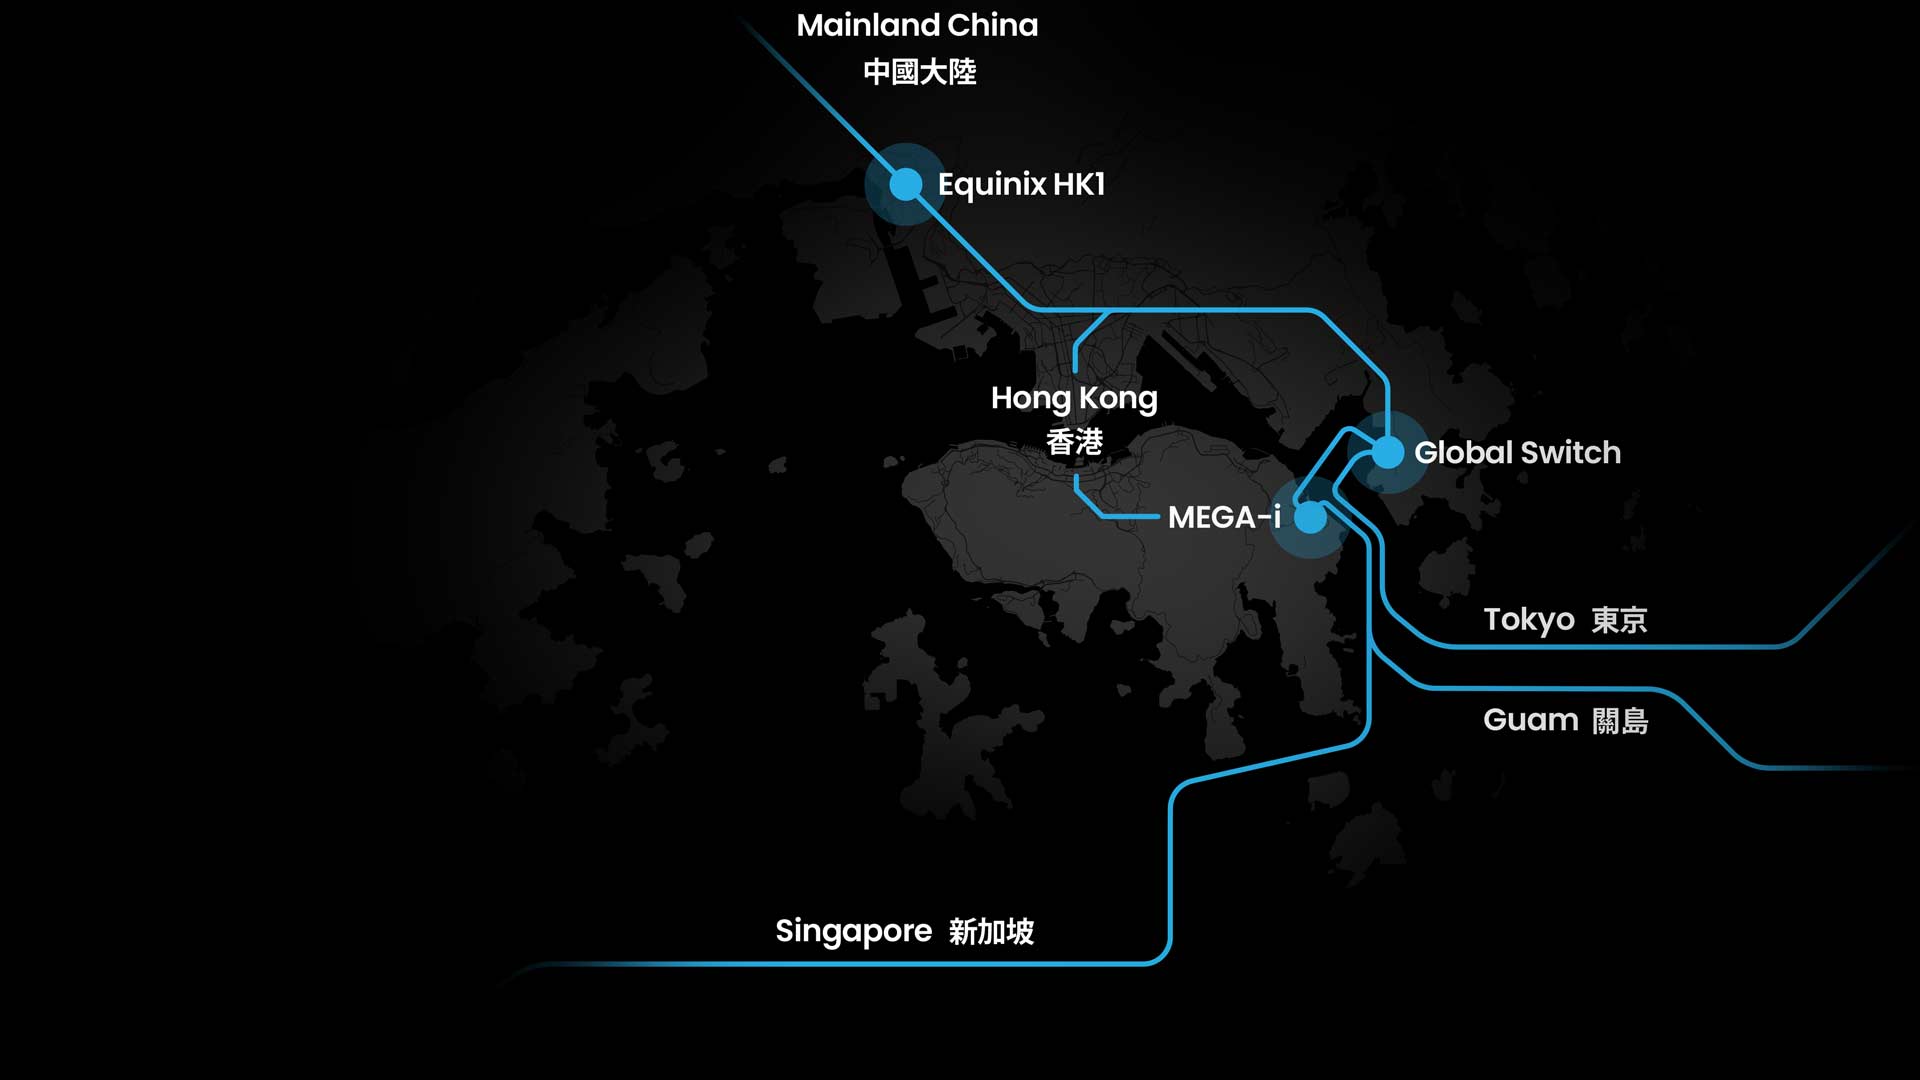 Mainland China
中國大陸
Equinix HK1
Hong Kong
香港
Global Switch
MEGA-i
Tokyo 東京
Guam 關島
Singapore 新加坡